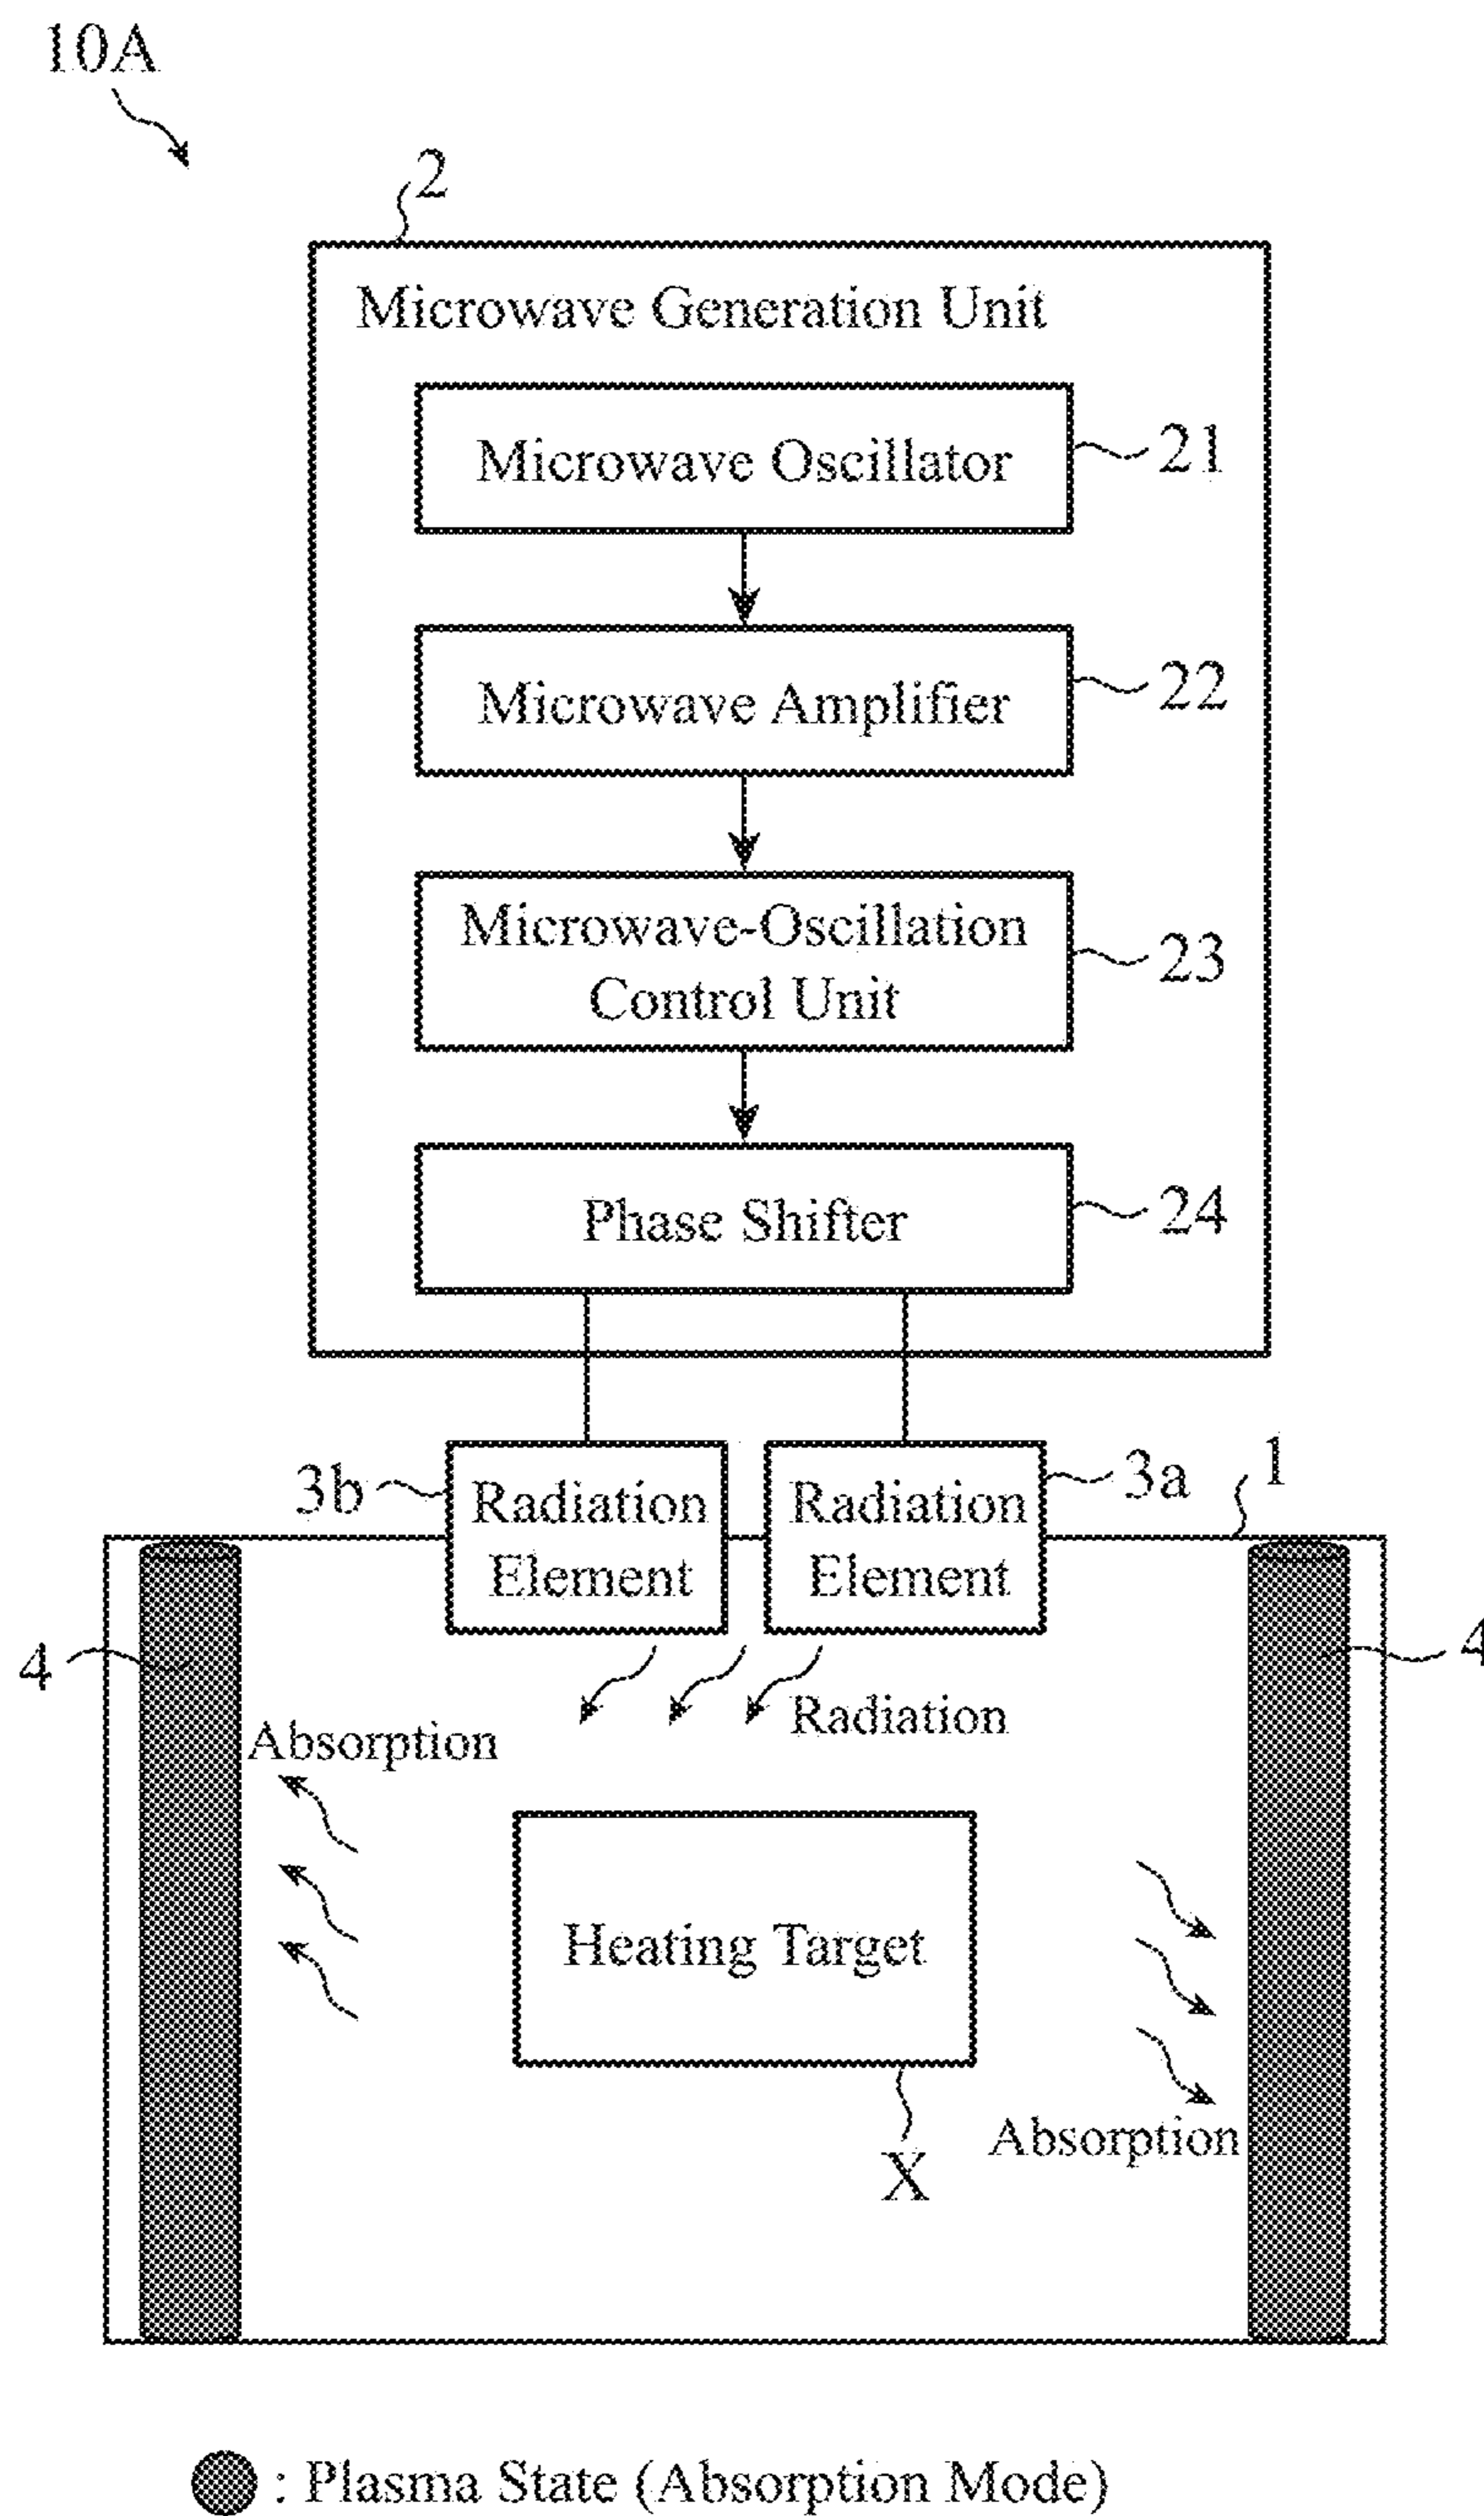 10A
2
Microwave Generation Unit
Microwave Oscillator
21
Microwave Amplifier
22
Microwave-Oscillation
Control Unit
23
Phase Shifter
24
3b
Radiation
Element
Radiation
Element
3a
1
4
4
Radiation
Absorption
Heating Target
X
Absorption
: Plasma State (Absorption Mode)